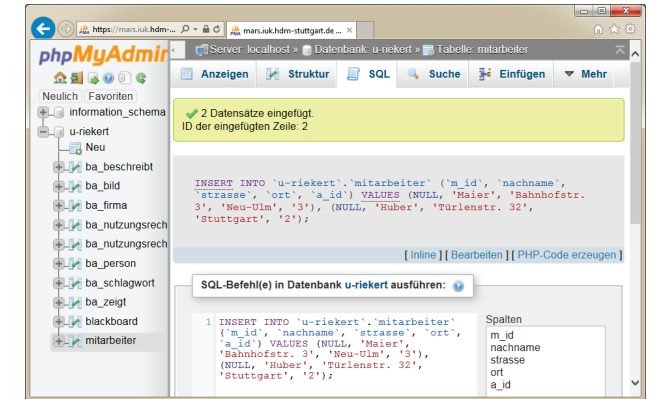 https://mars.iuk.hdm-...
mars.iuk.hdm-stuttgart.de ...
phpMyAdmin
Neulich Favoriten
information_schema
u-riekert
Neu
ba_beschreibt
ba_bild
ba_firma
ba_nutzungsrech
ba_nutzungsrech
ba_person
ba_schlagwort
ba_zeigt
blackboard
mitarbeiter
Server: localhost » Datenbank: u-riekert » Tabelle: mitarbeiter
Anzeigen Struktur SQL Suche Einfügen Mehr
2 Datensätze eingefügt.
ID der eingefügten Zeile: 2
INSERT INTO `u-riekert`.`mitarbeiter` (`m_id`, `nachname`,
`strasse`, `ort`, `a_id`) VALUES (NULL, 'Maier', 'Bahnhofstr.
3', 'Neu-Ulm', '3'), (NULL, 'Huber', 'Türlenstr. 32',
'Stuttgart', '2');
[ Inline ] [ Bearbeiten ] [ PHP-Code erzeugen ]
SQL-Befehl(e) in Datenbank u-riekert ausführen:
1 INSERT INTO `u-riekert`.`mitarbeiter`
(`m_id`, `nachname`, `strasse`, `ort`,
`a_id`) VALUES (NULL, 'Maier',
'Bahnhofstr. 3', 'Neu-Ulm', '3'),
(NULL, 'Huber', 'Türlenstr. 32',
'Stuttgart', '2');
Spalten
m_id
nachname
strasse
ort
a_id